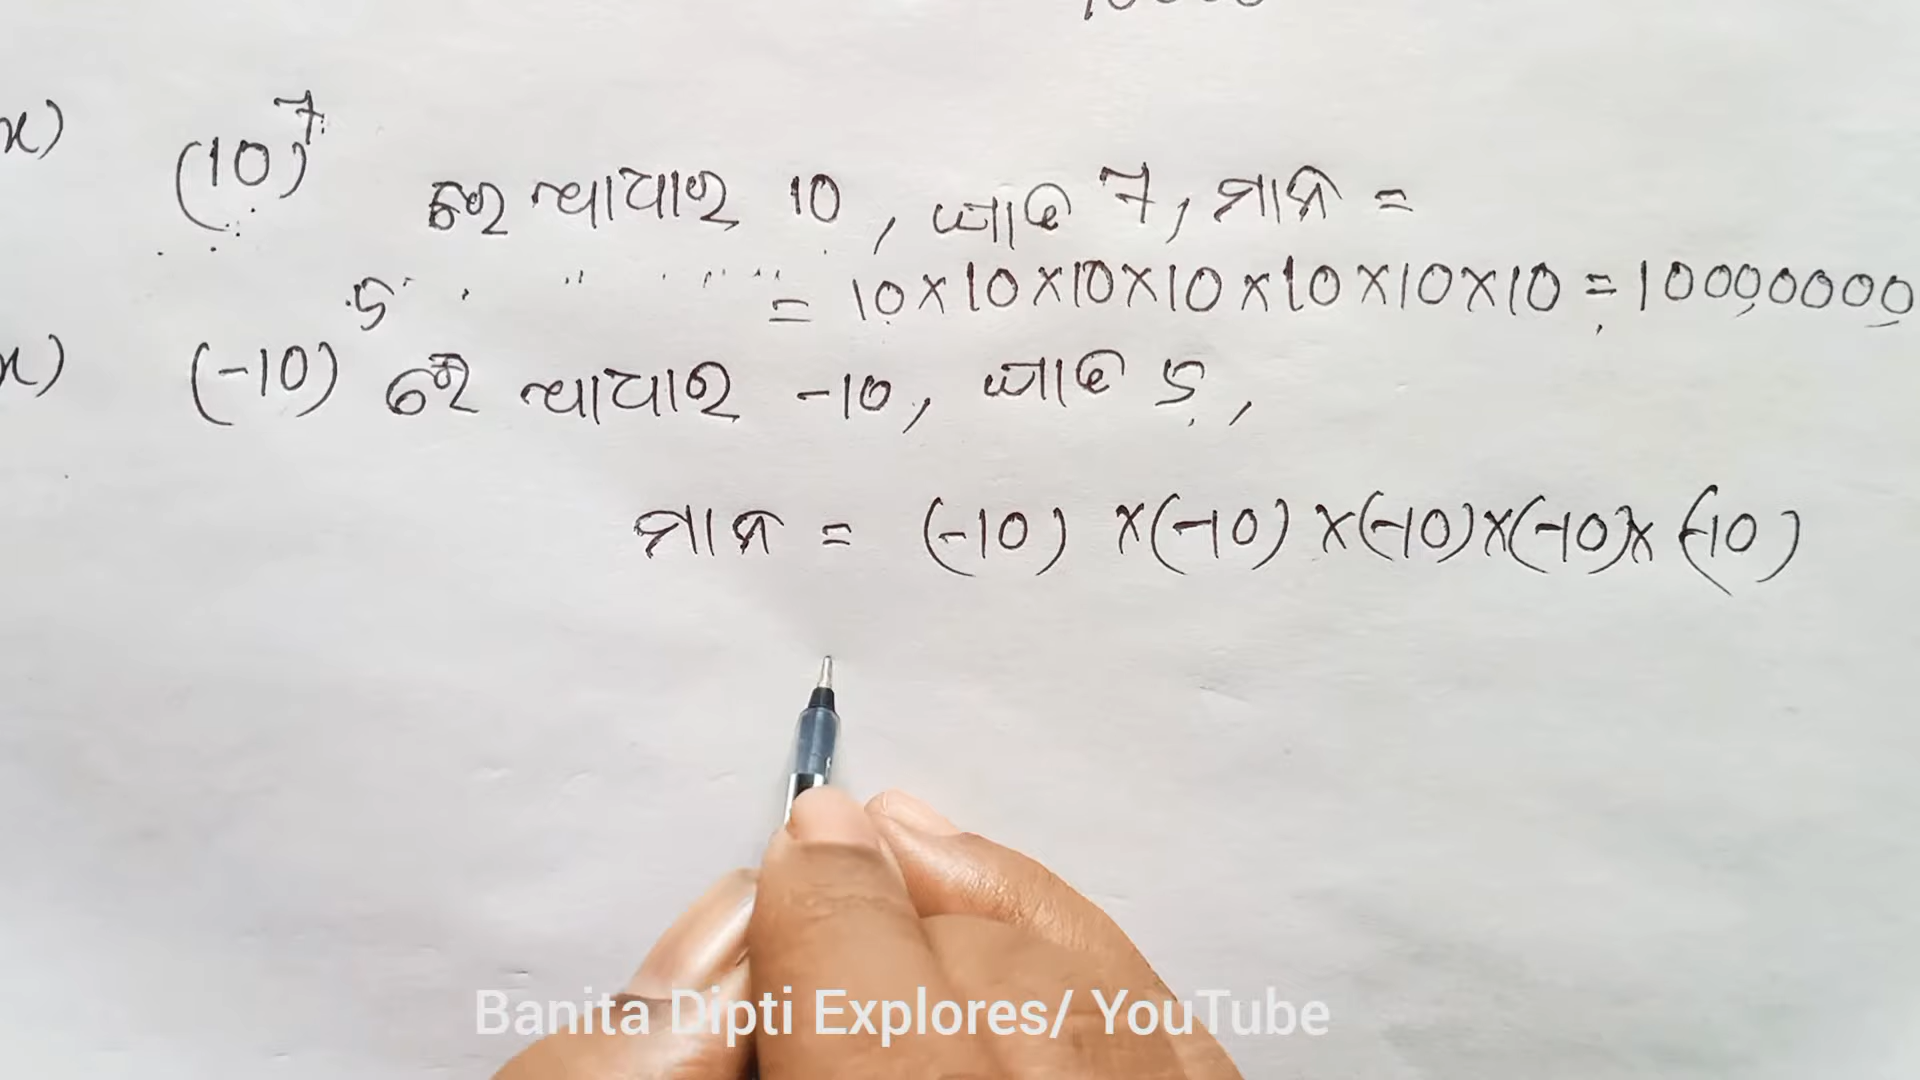 x) (10)⁷ ରେ ଆଧାର 10, ଘାତ 7, ମାନ =
= 10×10×10×10×10×10×10 = 10000000
x) (-10)⁵ ରେ ଆଧାର -10, ଘାତ 5,
ମାନ = (-10) ×(-10) ×(-10)×(-10)× (-10)
Banita Dipti Explores/ YouTube